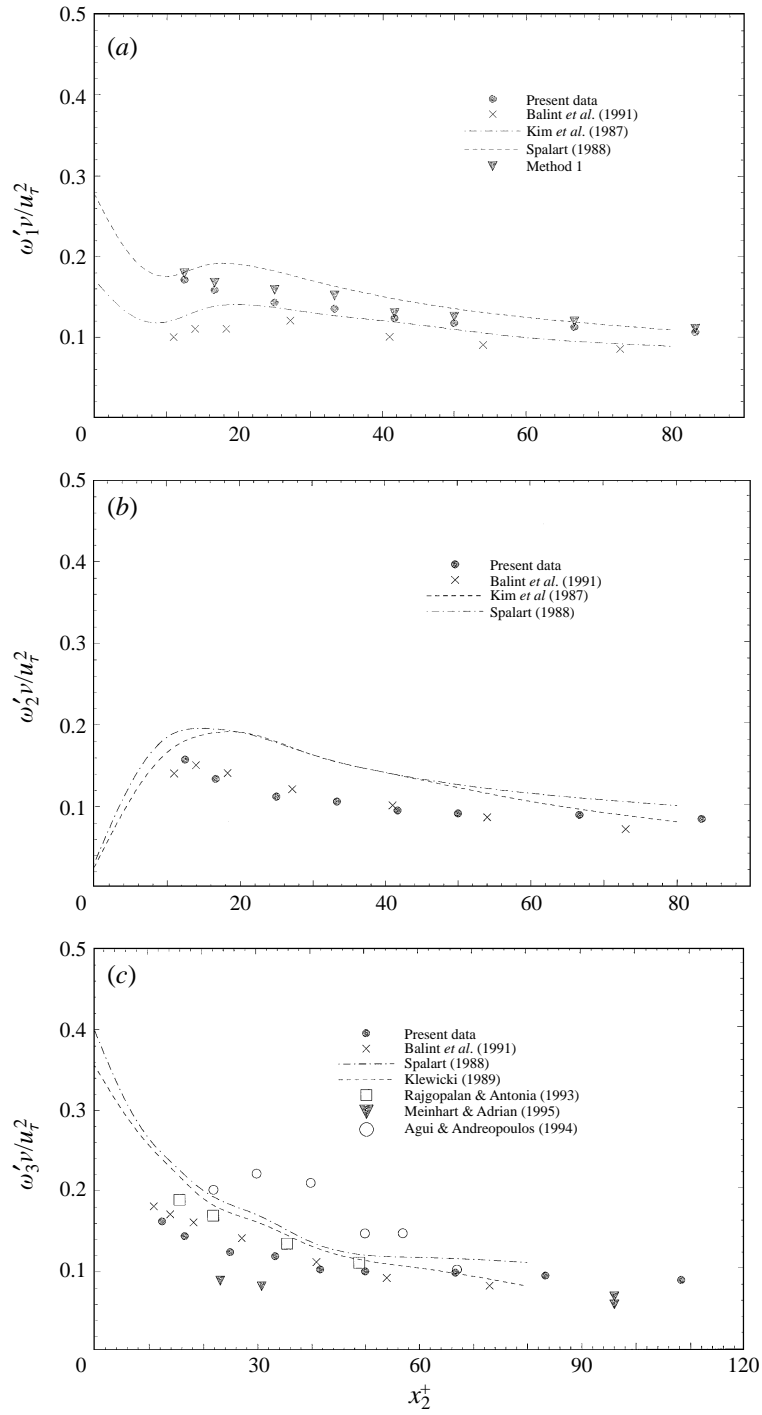 0.5
(a)
0.4
Present data
Balint et al. (1991)
Kim et al. (1987)
Spalart (1988)
Method 1
0.3
ω′₁ν/u²τ
0.2
0.1
0 20 40 60 80
0.5
(b)
0.4
Present data
Balint et al. (1991)
Kim et al (1987)
Spalart (1988)
0.3
ω′₂ν/u²τ
0.2
0.1
0 20 40 60 80
0.5
(c)
0.4
Present data
Balint et al. (1991)
Spalart (1988)
Klewicki (1989)
Rajgopalan & Antonia (1993)
Meinhart & Adrian (1995)
Agui & Andreopoulos (1994)
0.3
ω′₃ν/u²τ
0.2
0.1
0 30 60 90 120
x₂⁺